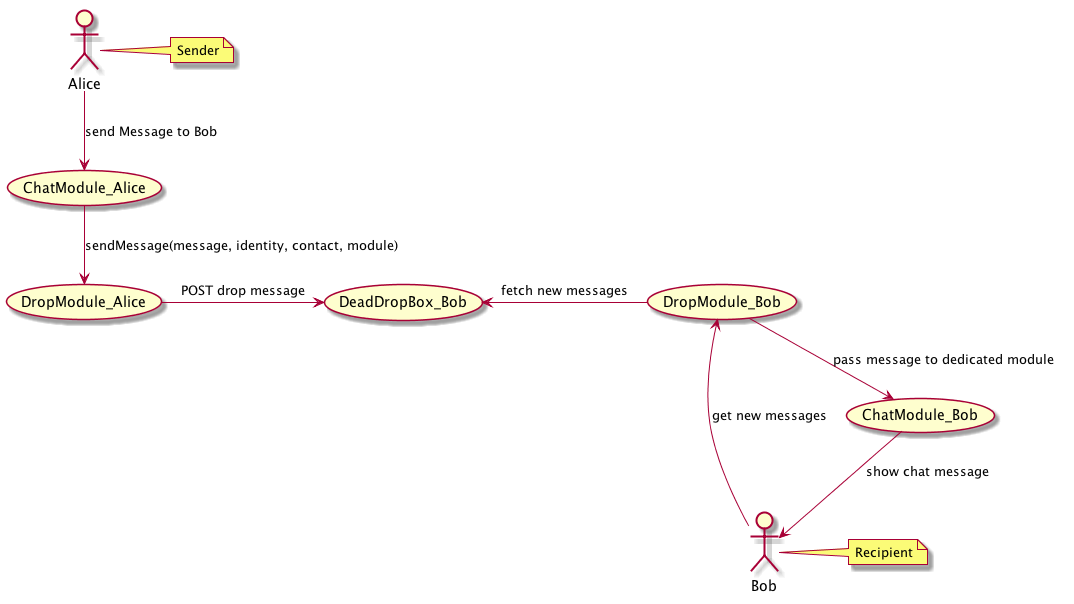 Sender
Alice
send Message to Bob
ChatModule_Alice
sendMessage(message, identity, contact, module)
DropModule_Alice
POST drop message
DeadDropBox_Bob
fetch new messages
DropModule_Bob
pass message to dedicated module
get new messages
ChatModule_Bob
show chat message
Recipient
Bob